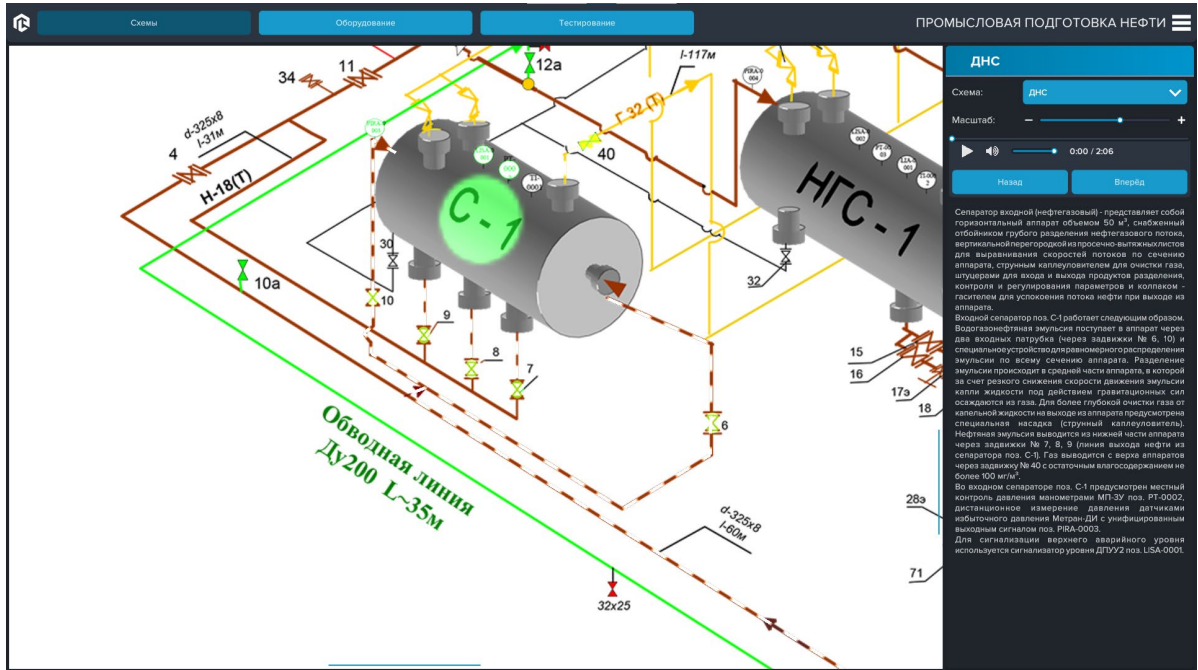 Схемы
Оборудование
Тестирование
ПРОМЫСЛОВАЯ ПОДГОТОВКА НЕФТИ
ДНС
Схема:
ДНС
Масштаб:
0:00 / 2:06
Назад
Вперёд
Сепаратор входной (нефтегазовый) - представляет собой
горизонтальный аппарат объемом 50 м³, снабженный
отбойником грубого разделения нефтегазового потока,
вертикальной перегородкой из просечно-вытяжных листов
для выравнивания скоростей потоков по сечению
аппарата, струнным каплеуловителем для очистки газа,
штуцерами для входа и выхода продуктов разделения,
контроля и регулирования параметров и колпаком -
гасителем для успокоения потока нефти при выходе из
аппарата.
Входной сепаратор поз. С-1 работает следующим образом.
Водогазонефтяная эмульсия поступает в аппарат через
два входных патрубка (через задвижки № 6, 10) и
специальное устройство для равномерного распределения
эмульсии по всему сечению аппарата. Разделение
эмульсии происходит в средней части аппарата, в которой
за счет резкого снижения скорости движения эмульсии
капли жидкости под действием гравитационных сил
осаждаются из газа. Для более глубокой очистки газа от
капельной жидкости на выходе из аппарата предусмотрена
специальная насадка (струнный каплеуловитель).
Нефтяная эмульсия выводится из нижней части аппарата
через задвижки № 7, 8, 9 (линия выхода нефти из
сепаратора поз. С-1). Газ выводится с верха аппаратов
через задвижку № 40 с остаточным влагосодержанием не
более 100 мг/м³.
Во входном сепараторе поз. С-1 предусмотрен местный
контроль давления манометрами МП-3У поз. PT-0002,
дистанционное измерение давления датчиками
избыточного давления Метран-ДИ с унифицированным
выходным сигналом поз. PIRA-0003.
Для сигнализации верхнего аварийного уровня
используется сигнализатор уровня ДПУУ2 поз. LISA-0001.
34
11
12а
l-117м
PIRA-0
004
d-325х8
l-31м
4
Н-18(Т)
Г-32 (Т)
40
С-1
НГС-1
30
32
10а
10
9
8
7
6
15
16
17э
18
Обводная линия
Ду200 L~35м
d-325х8
l-60м
28э
71
32х25